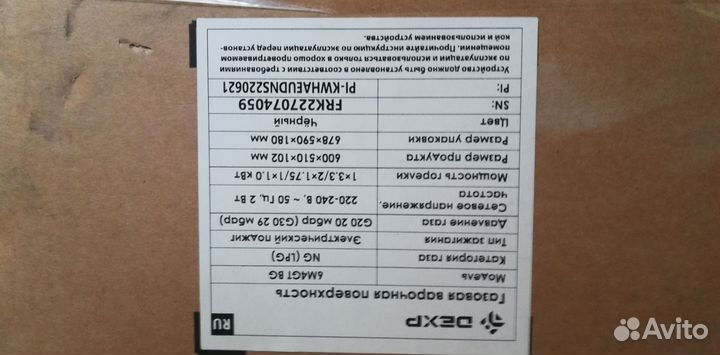 DEXP
RU
Газовая варочная поверхность
Модель 6M4GTI BG
Категория газа NG (LPG)
Тип зажигания Электрический поджиг
Давление газа G20 20 мбар (G30 29 мбар)
Сетевое напряжение, частота 220-240 В, ~ 50 Гц, 2 Вт
Мощность горелки 1×3.3/2×1.75/1×1.0 кВт
Размер продукта 600×510×102 мм
Размер упаковки 678×590×180 мм
Цвет Чёрный
SN: FRK227074059
PI: PI-KWHAEUDNS220621
Устройство должно быть установлено в соответствии с требованиями
по эксплуатации и использоваться только в хорошо проветриваемом
помещении. Прочитайте инструкцию по эксплуатации перед установ-
кой и использованием устройства.
Avito